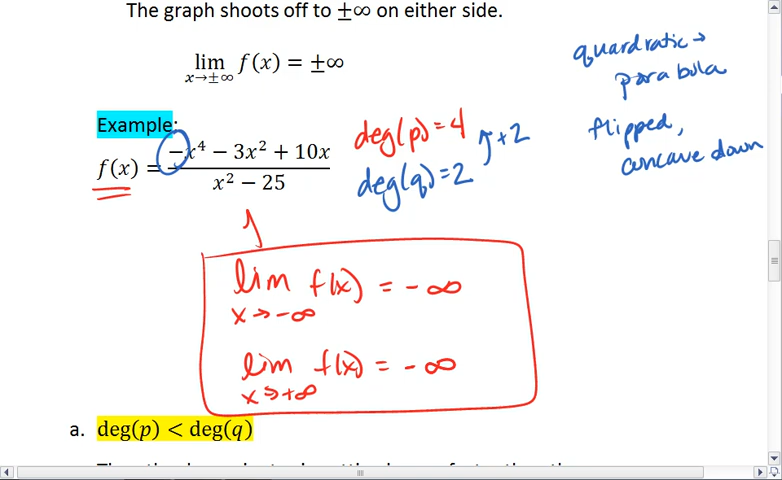 The graph shoots off to ±∞ on either side.
lim f(x) = ±∞
x→±∞
quardratic →
parabola
flipped,
concave down
Example:
f(x) = −x⁴ − 3x² + 10x
x² − 25
deg(p) = 4
deg(q) = 2
+2
lim f(x) = -∞
x→-∞
lim f(x) = -∞
x→+∞
a. deg(p) < deg(q)